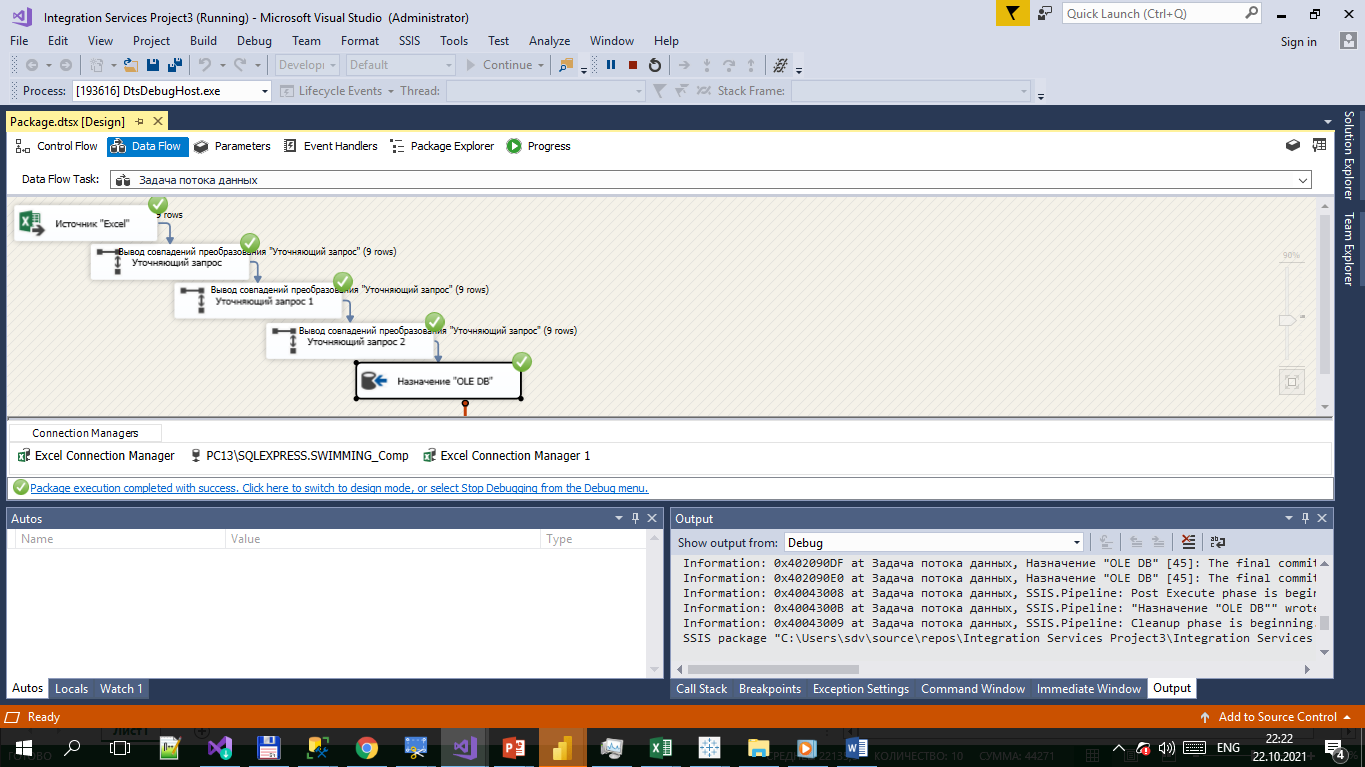 Integration Services Project3 (Running) - Microsoft Visual Studio (Administrator)
Quick Launch (Ctrl+Q)
File Edit View Project Build Debug Team Format SSIS Tools Test Analyze Window Help
Sign in
Develop Default Continue
Process: [193616] DtsDebugHost.exe Lifecycle Events Thread: Stack Frame:
Package.dtsx [Design]
Control Flow Data Flow Parameters Event Handlers Package Explorer Progress
Data Flow Task: Задача потока данных
9 rows
Источник "Excel"
Вывод совпадений преобразования "Уточняющий запрос" (9 rows)
Уточняющий запрос
Вывод совпадений преобразования "Уточняющий запрос" (9 rows)
Уточняющий запрос 1
Вывод совпадений преобразования "Уточняющий запрос" (9 rows)
Уточняющий запрос 2
Назначение "OLE DB"
90%
Solution Explorer
Team Explorer
Connection Managers
Excel Connection Manager PC13\SQLEXPRESS.SWIMMING_Comp Excel Connection Manager 1
Package execution completed with success. Click here to switch to design mode, or select Stop Debugging from the Debug menu.
Autos
Name Value Type
Autos Locals Watch 1
Output
Show output from: Debug
Information: 0x402090DF at Задача потока данных, Назначение "OLE DB" [45]: The final commit
Information: 0x402090E0 at Задача потока данных, Назначение "OLE DB" [45]: The final commit
Information: 0x40043008 at Задача потока данных, SSIS.Pipeline: Post Execute phase is begin
Information: 0x4004300B at Задача потока данных, SSIS.Pipeline: "Назначение "OLE DB"" wrote
Information: 0x40043009 at Задача потока данных, SSIS.Pipeline: Cleanup phase is beginning.
SSIS package "C:\Users\sdv\source\repos\Integration Services Project3\Integration Services
Call Stack Breakpoints Exception Settings Command Window Immediate Window Output
Ready
Add to Source Control
Лист1
ГОТОВО
КОЛИЧЕСТВО: 10 СУММА: 44271
ENG
22:22
22.10.2021
4